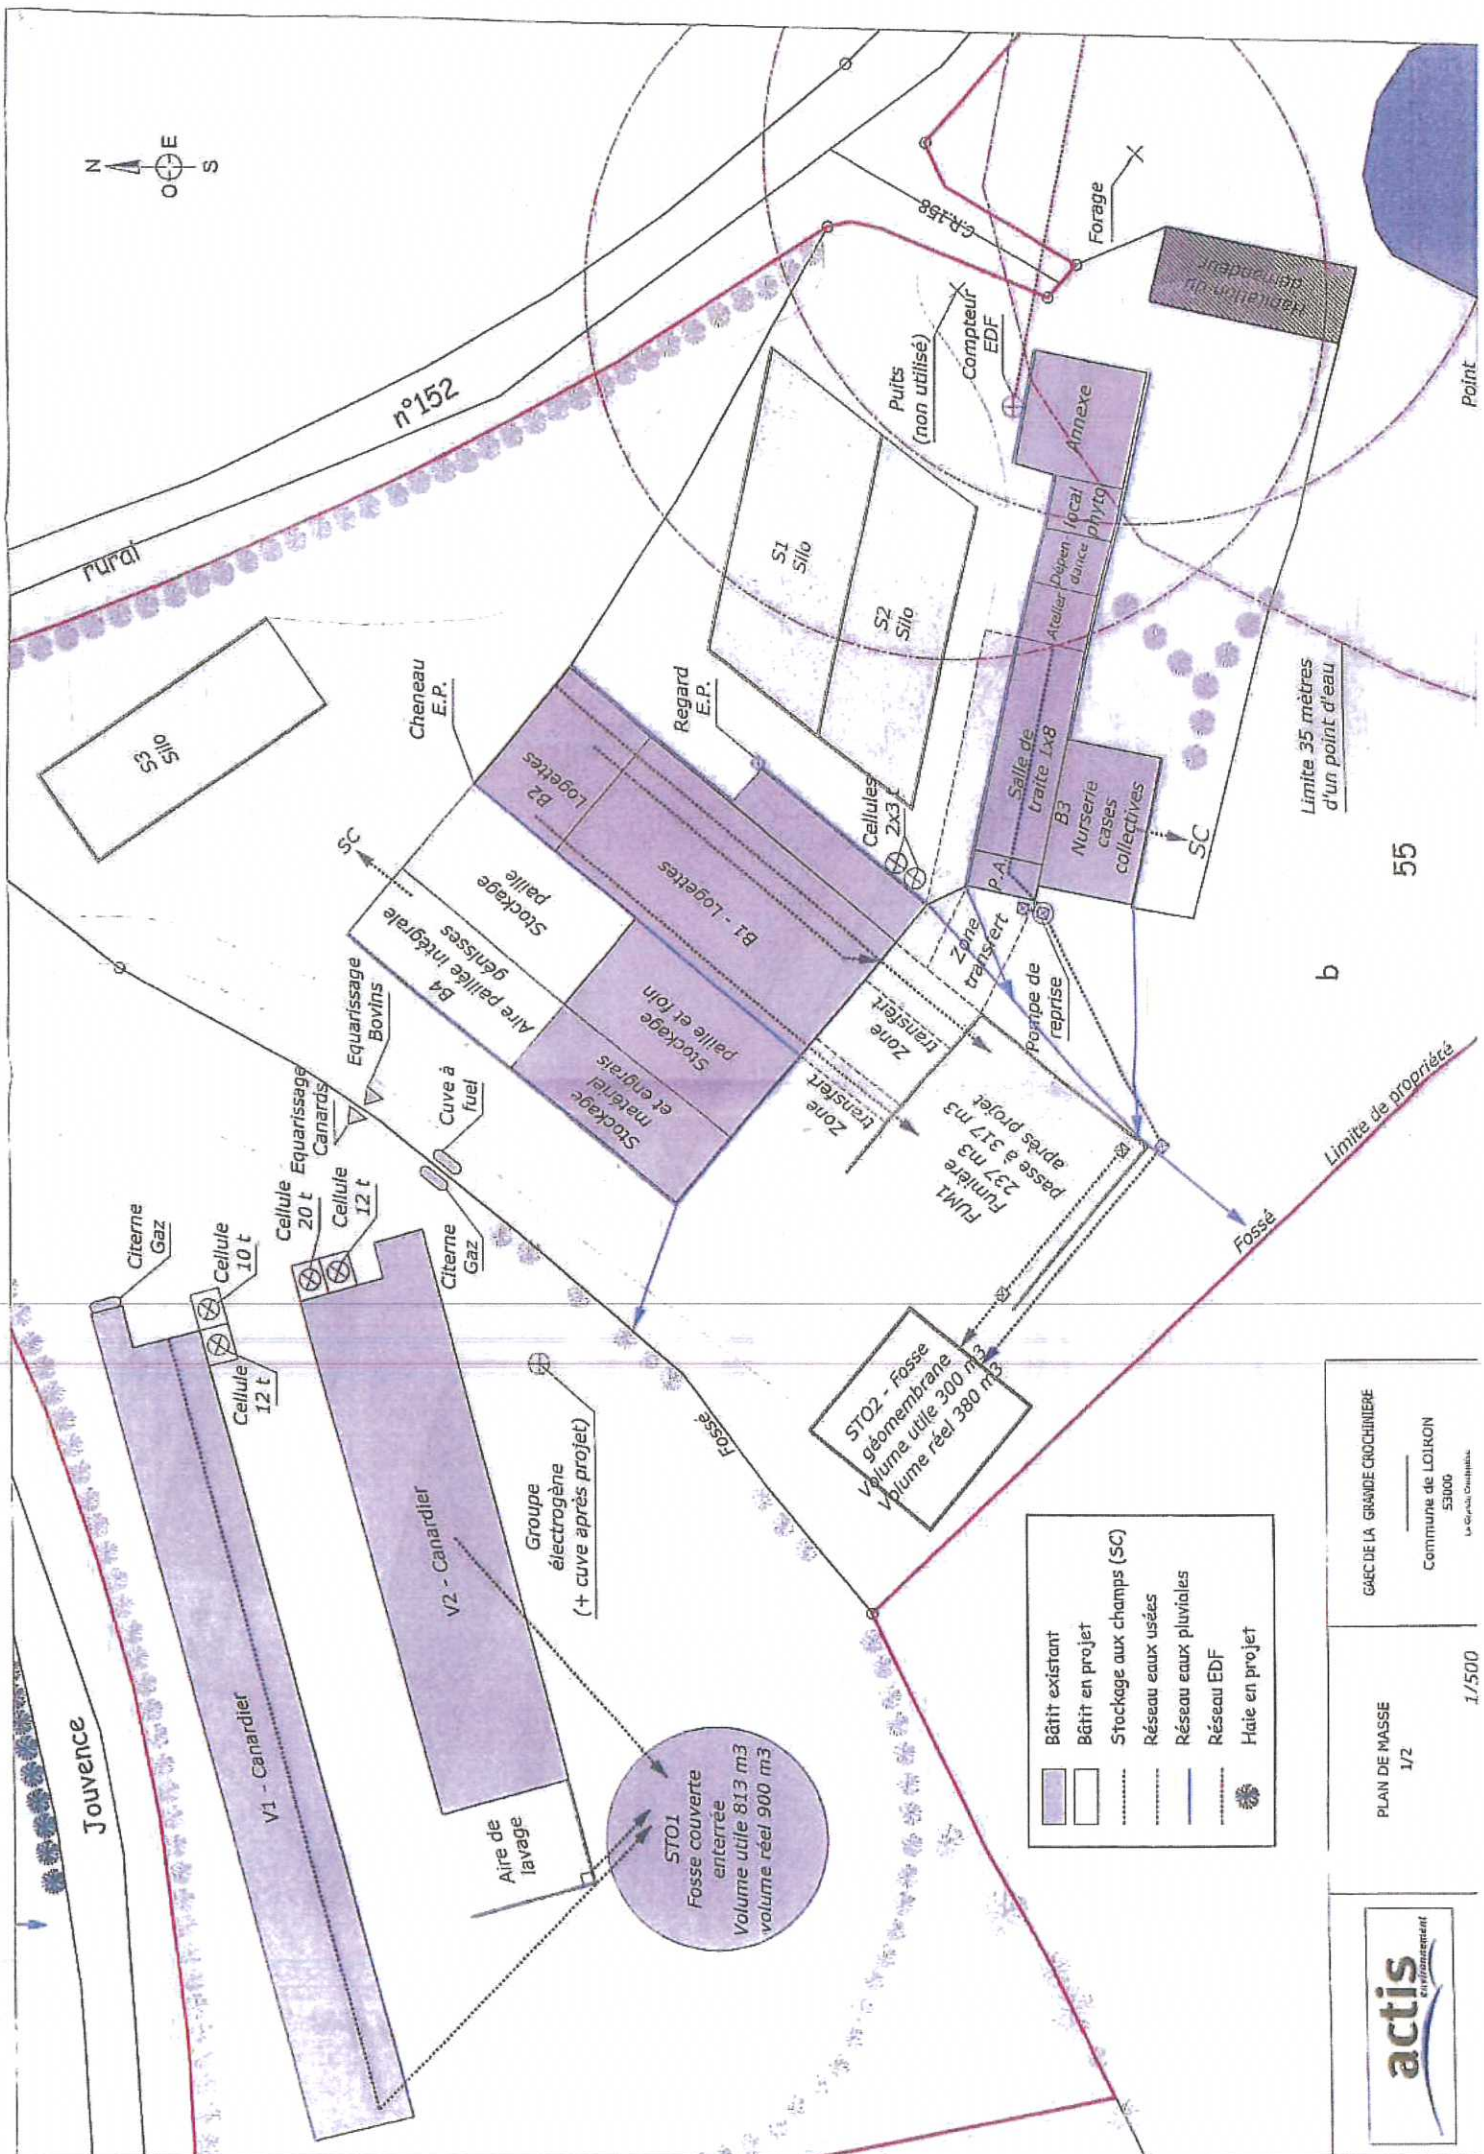 N
O E
S
Jouvence
rural
n°152
C.R.158
Citerne
Gaz
Cellule
10 t
Cellule
12 t
V1 - Canardier
Cellule
20 t
Cellule
12 t
Equarissage
Canards
Equarissage
Bovins
Cuve à
fuel
Citerne
Gaz
V2 - Canardier
Groupe
électrogène
(+ cuve après projet)
Aire de
lavage
STO1
Fosse couverte
enterrée
Volume utile 813 m3
volume réel 900 m3
Fossé
S3
Silo
Cheneau
E.P.
SC
B2
Logettes
Stockage
paille
B4
Aire paillée intégrale
génisses
B1 - Logettes
Stockage
paille et foin
Stockage
matériel
et engrais
Regard
E.P.
S1
Silo
S2
Silo
Puits
(non utilisé)
Compteur
EDF
Forage
Habitation du
demandeur
Annexe
local
phyto
Dépen-
dance
Atelier
Salle de
traite 1x8
P.A.
B3
Nurserie
cases
collectives
SC
Cellules
2x3 t
Zone
transfert
Zone
transfert
Zone
transfert
Pompe de
reprise
FUM1
Fumière
237 m3
passe à 317 m3
après projet
STO2 - Fosse
géomembrane
Volume utile 300 m3
Volume réel 380 m3
Fossé
Limite de propriété
Limite 35 mètres
d'un point d'eau
Point
b
55
Bâtit existant
Bâtit en projet
Stockage aux champs (SC)
Réseau eaux usées
Réseau eaux pluviales
Réseau EDF
Haie en projet
actis
environnement
PLAN DE MASSE
1/2
1/500
GAEC DE LA GRANDE CROCHINIERE
Commune de LOIRON